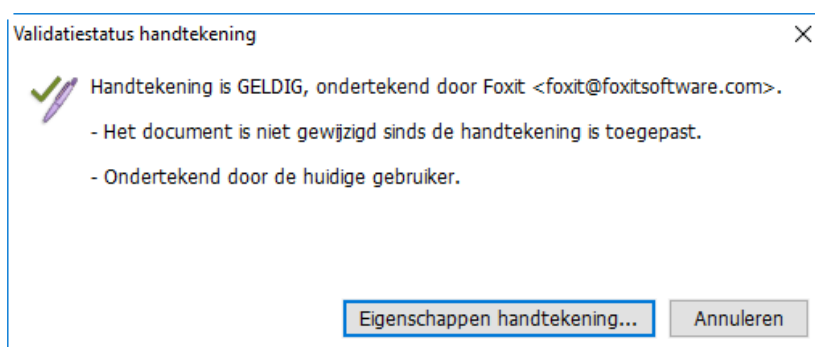 Validatiestatus handtekening
Handtekening is GELDIG, ondertekend door Foxit <foxit@foxitsoftware.com>.
- Het document is niet gewijzigd sinds de handtekening is toegepast.
- Ondertekend door de huidige gebruiker.
Eigenschappen handtekening... Annuleren